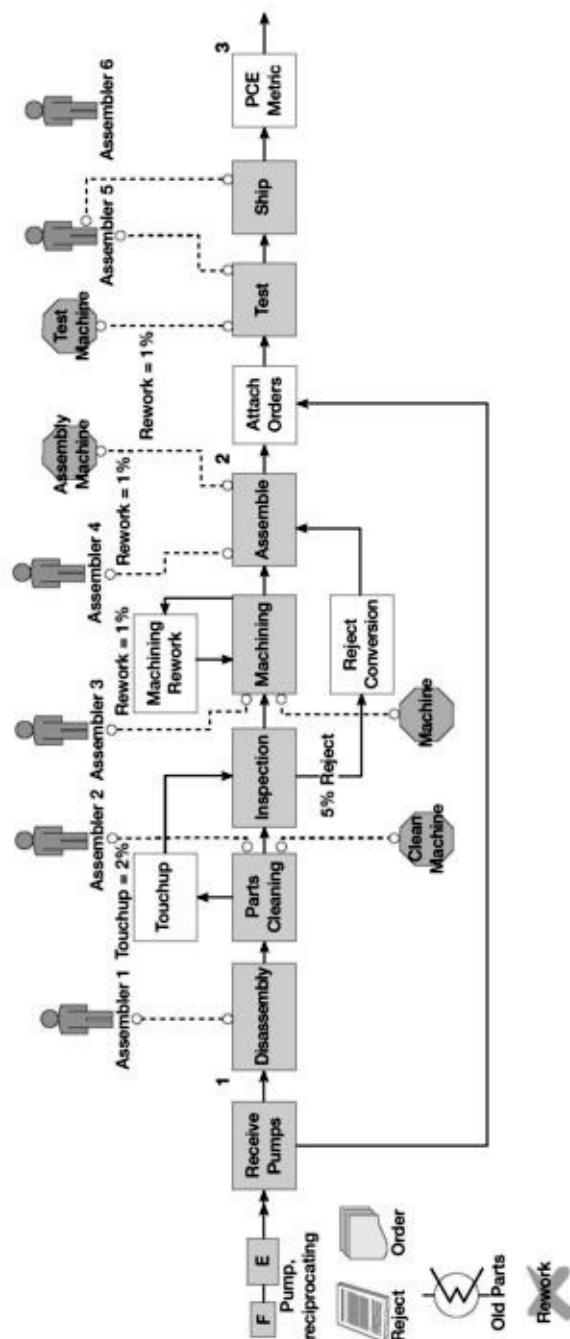 Assembler 1
Assembler 2
Assembler 3
Assembler 4
Assembler 5
Assembler 6
Touchup = 2%
Rework = 1%
Rework = 1%
Rework = 1%
Assembly
Machine
Test
Machine
Touchup
Machining
Rework
F
E
Pump,
reciprocating
Receive
Pumps
1
Disassembly
Parts
Cleaning
Inspection
Machining
Assemble
2
Attach
Orders
Test
Ship
PCE
Metric
3
5% Reject
Reject
Conversion
Clean
Machine
Machine
Reject
Order
Old Parts
Rework